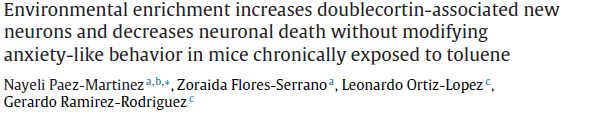 Environmental enrichment increases doublecortin-associated new
neurons and decreases neuronal death without modifying
anxiety-like behavior in mice chronically exposed to toluene
Nayeli Paez-Martinez a,b,*, Zoraida Flores-Serrano a, Leonardo Ortiz-Lopez c,
Gerardo Ramirez-Rodriguez c